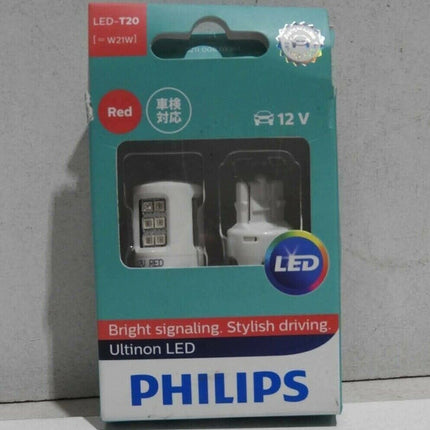 LED-T20
[= W21W]
Red
車検
対応
12 V
12V RED
LED
Bright signaling. Stylish driving.
Ultinon LED
PHILIPS